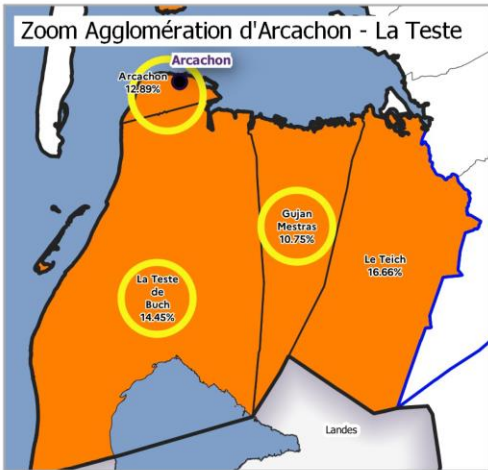 Zoom Agglomération d'Arcachon - La Teste
Arcachon
Arcachon
12.89%
Gujan
Mestras
10.75%
Le Teich
16.66%
La Teste
de
Buch
14.45%
Landes